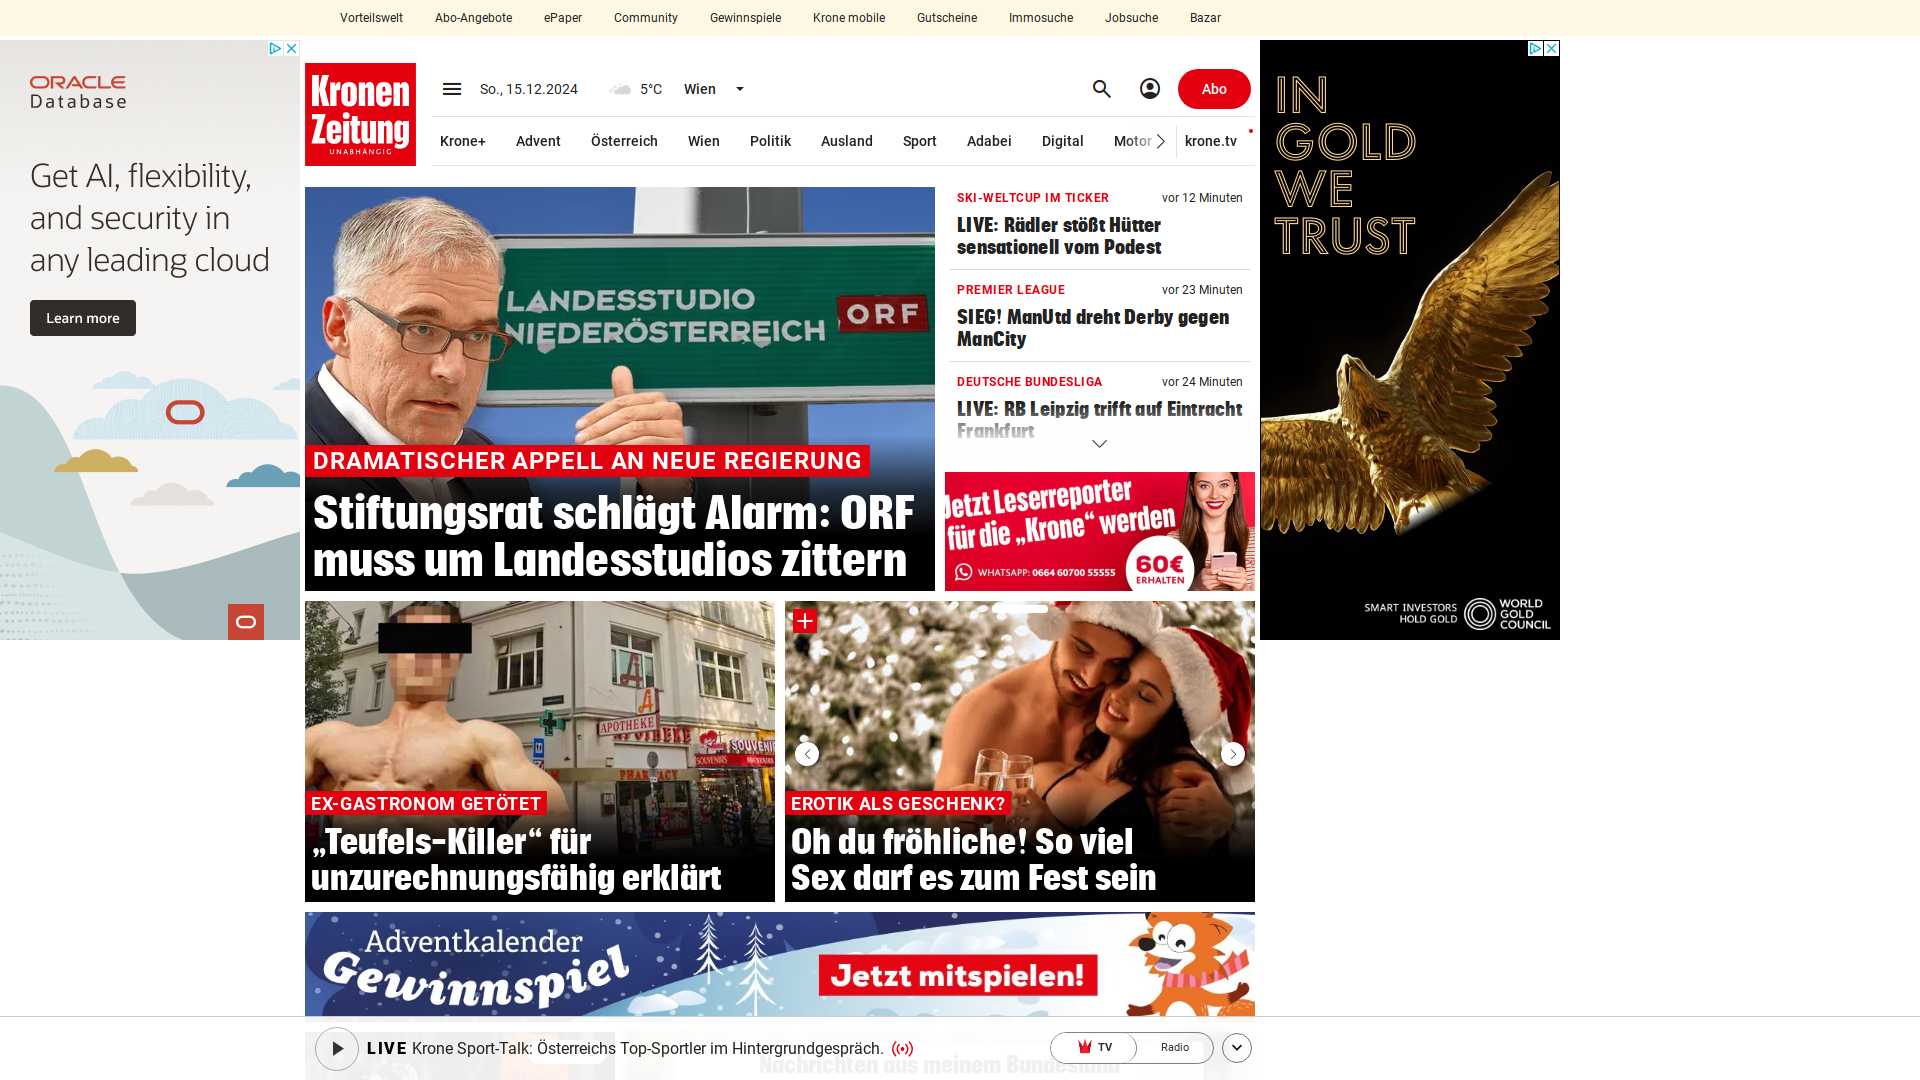 Vorteilswelt
Abo-Angebote
ePaper
Community
Gewinnspiele
Krone mobile
Gutscheine
Immosuche
Jobsuche
Bazar
ORACLE
Database
Get AI, flexibility,
and security in
any leading cloud
Learn more
Kronen
Zeitung
UNABHÄNGIG
So., 15.12.2024
5°C
Wien
Abo
Krone+
Advent
Österreich
Wien
Politik
Ausland
Sport
Adabei
Digital
Motor
krone.tv
LANDESSTUDIO
NIEDERÖSTERREICH
ORF
DRAMATISCHER APPELL AN NEUE REGIERUNG
Stiftungsrat schlägt Alarm: ORF
muss um Landesstudios zittern
SKI-WELTCUP IM TICKER
vor 12 Minuten
LIVE: Rädler stößt Hütter
sensationell vom Podest
PREMIER LEAGUE
vor 23 Minuten
SIEG! ManUtd dreht Derby gegen
ManCity
DEUTSCHE BUNDESLIGA
vor 24 Minuten
LIVE: RB Leipzig trifft auf Eintracht
Frankfurt
Jetzt Leserreporter
für die „Krone“ werden
WHATSAPP: 0664 60700 55555
60€
ERHALTEN
IN
GOLD
WE
TRUST
SMART INVESTORS
HOLD GOLD
WORLD
GOLD
COUNCIL
APOTHEKE
APOTHEKE
PHARMACY
SOUVENIR
SOUVENIRS
EX-GASTRONOM GETÖTET
„Teufels-Killer“ für
unzurechnungsfähig erklärt
EROTIK ALS GESCHENK?
Oh du fröhliche! So viel
Sex darf es zum Fest sein
Adventkalender
Gewinnspiel
Jetzt mitspielen!
LIVE Krone Sport-Talk: Österreichs Top-Sportler im Hintergrundgespräch.
TV
Radio
Nachrichten aus meinem Bundesland